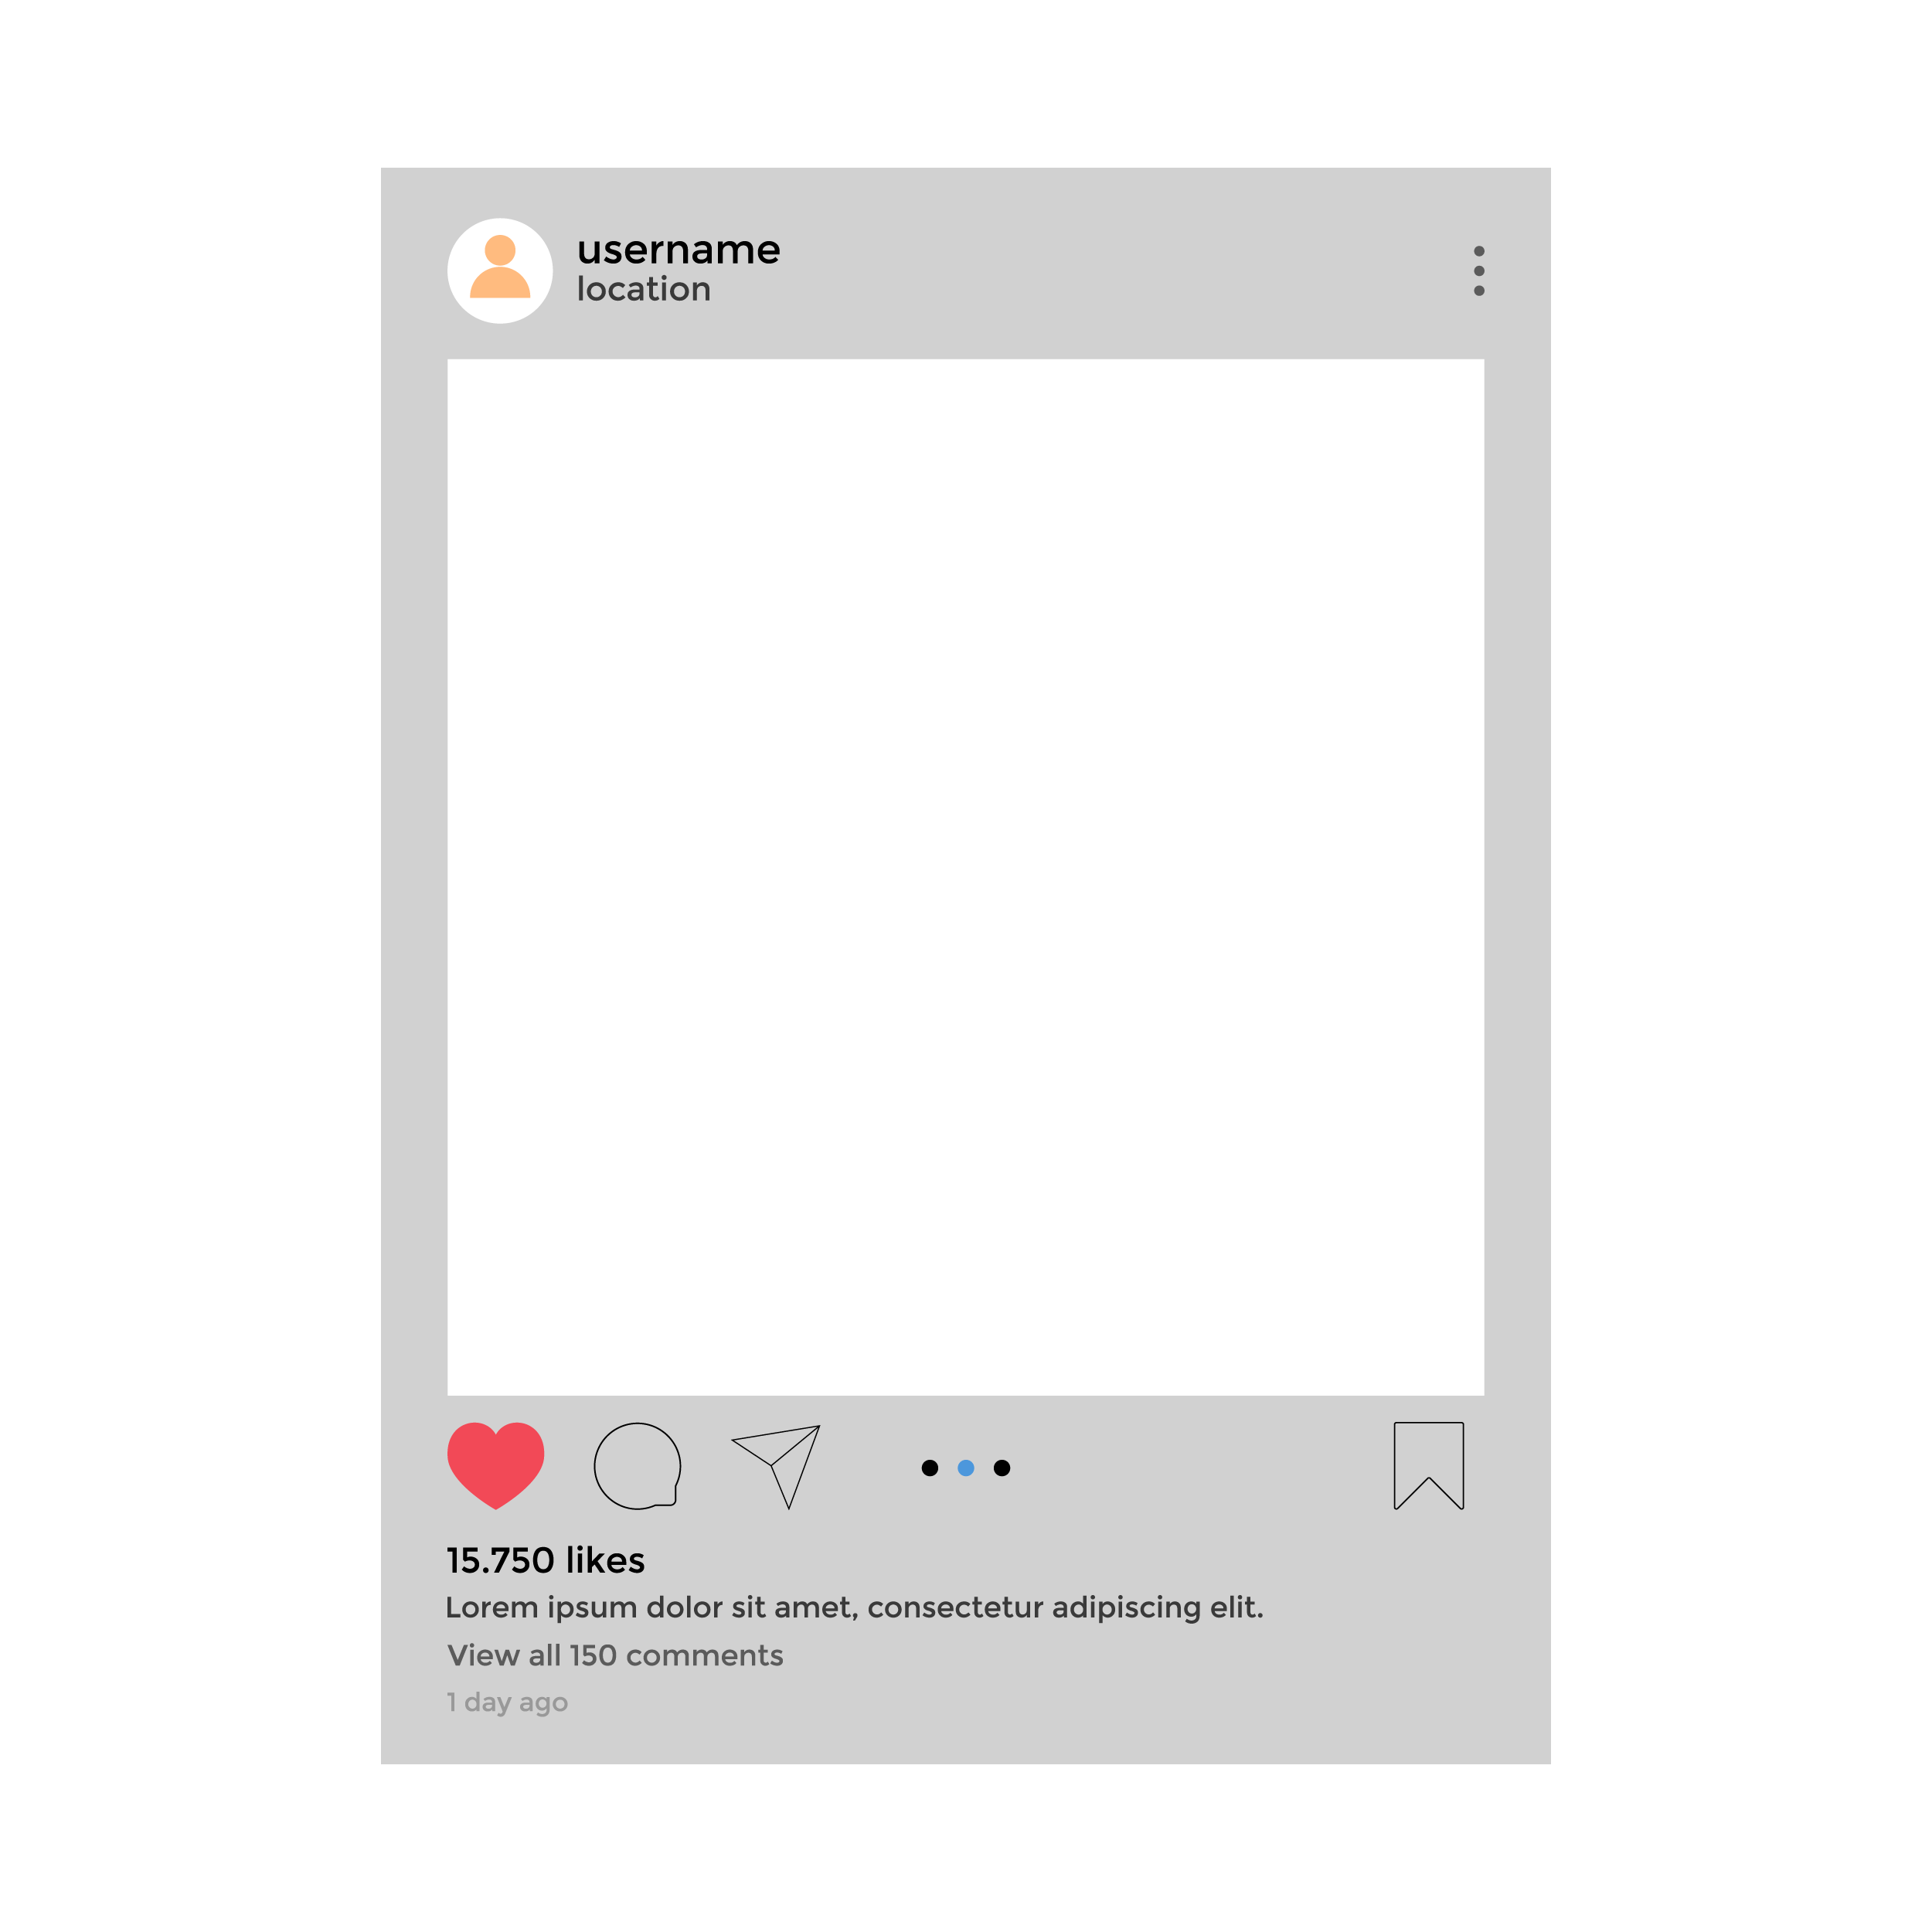 username
location
15.750 likes
Lorem ipsum dolor sit amet, consectetur adipiscing elit.
View all 150 comments
1 day ago